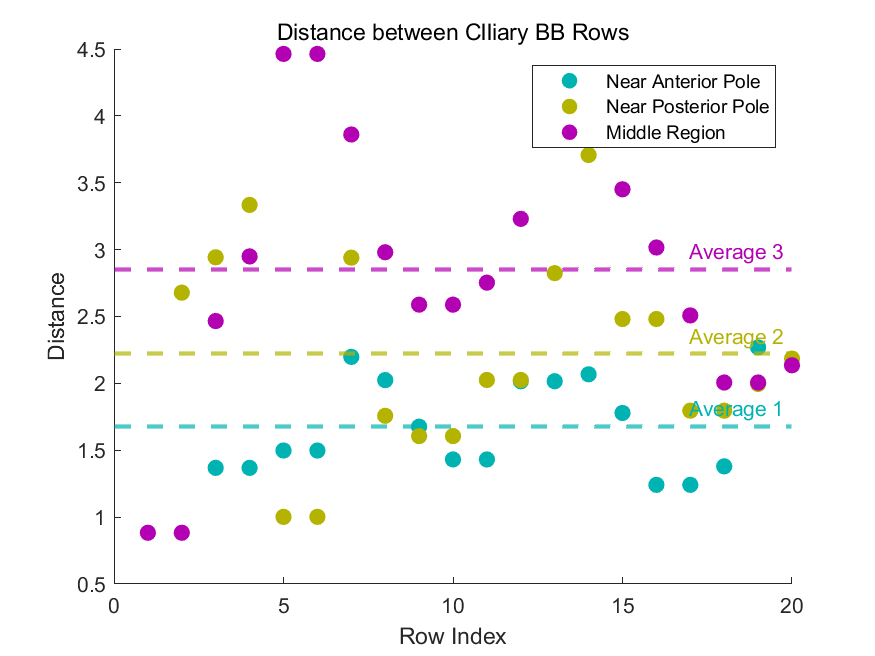 Distance between CIliary BB Rows
Near Anterior Pole
Near Posterior Pole
Middle Region
4.5
4
3.5
3
2.5
2
1.5
1
0.5
Distance
Average 3
Average 2
Average 1
0
5
10
15
20
Row Index